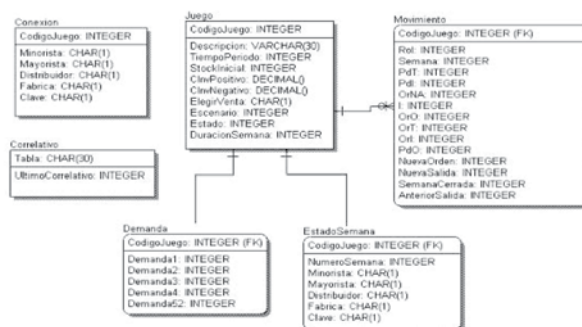 Conexion
CodigoJuego: INTEGER
Minorista: CHAR(1)
Mayorista: CHAR(1)
Distribuidor: CHAR(1)
Fabrica: CHAR(1)
Clave: CHAR(1)
Correlativo
Tabla: CHAR(30)
UltimoCorrelativo: INTEGER
Juego
CodigoJuego: INTEGER
Descripcion: VARCHAR(30)
TiempoPeriodo: INTEGER
StockInicial: INTEGER
CInvPositivo: DECIMAL()
CInvNegativo: DECIMAL()
ElegirVenta: CHAR(1)
Escenario: INTEGER
Estado: INTEGER
DuracionSemana: INTEGER
Movimiento
CodigoJuego: INTEGER (FK)
Rol: INTEGER
Semana: INTEGER
PdT: INTEGER
PdI: INTEGER
OrNA: INTEGER
I: INTEGER
OrO: INTEGER
OrT: INTEGER
OrI: INTEGER
PdO: INTEGER
NuevaOrden: INTEGER
NuevaSalida: INTEGER
SemanaCerrada: INTEGER
AnteriorSalida: INTEGER
Demanda
CodigoJuego: INTEGER (FK)
Demanda1: INTEGER
Demanda2: INTEGER
Demanda3: INTEGER
Demanda4: INTEGER
Demanda52: INTEGER
EstadoSemana
CodigoJuego: INTEGER (FK)
NumeroSemana: INTEGER
Minorista: CHAR(1)
Mayorista: CHAR(1)
Distribuidor: CHAR(1)
Fabrica: CHAR(1)
Clave: CHAR(1)